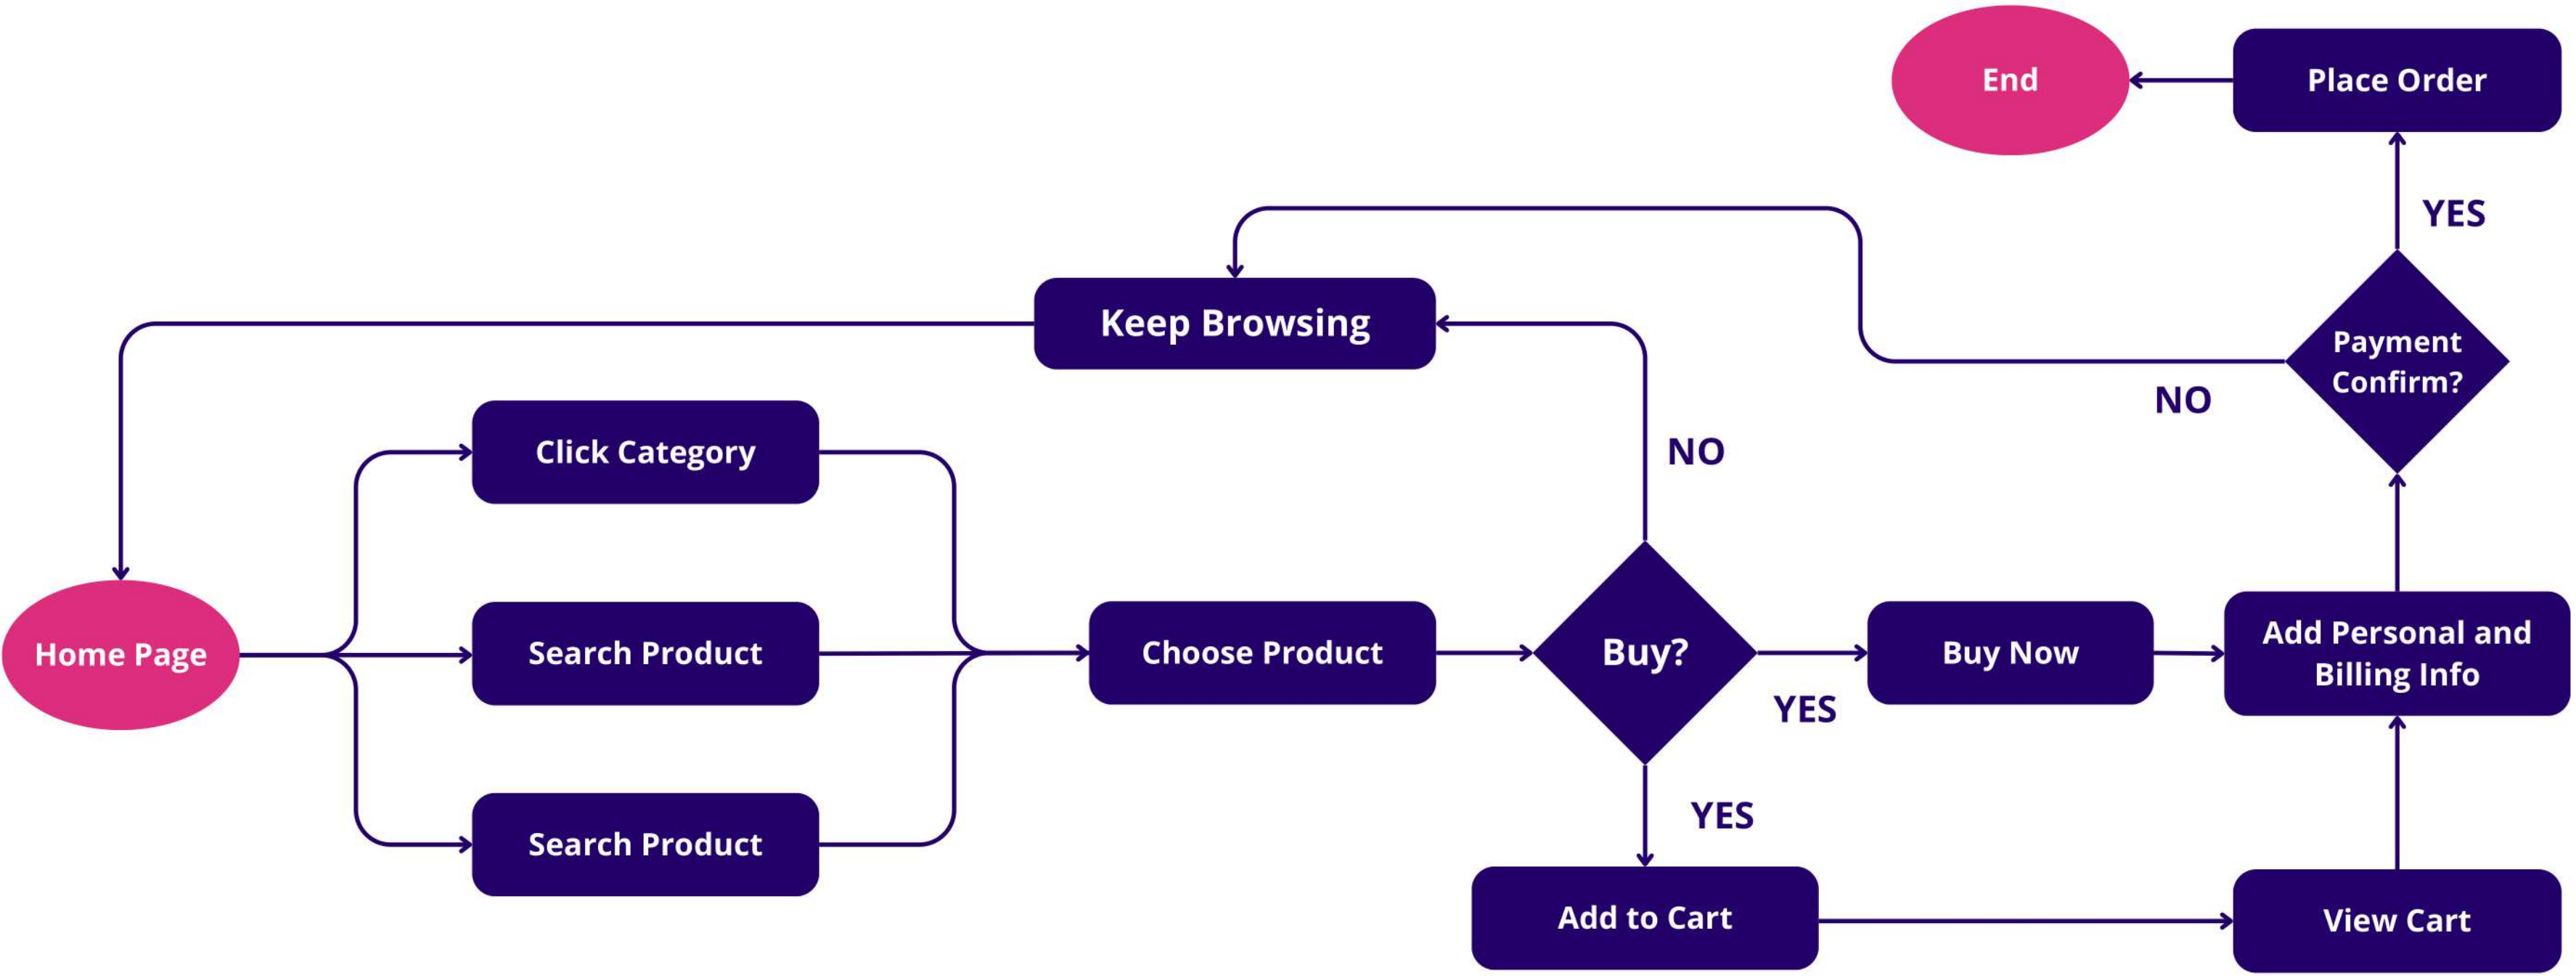 End
Place Order
YES
Keep Browsing
Payment
Confirm?
NO
Click Category
NO
Home Page
Search Product
Choose Product
Buy?
Buy Now
Add Personal and
Billing Info
YES
YES
Search Product
Add to Cart
View Cart